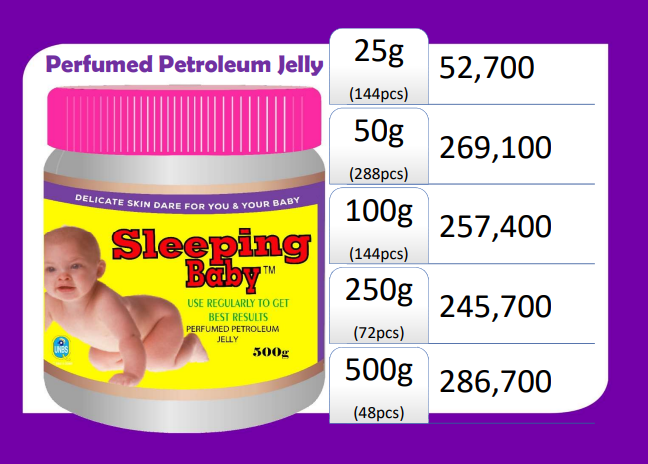 Perfumed Petroleum Jelly
DELICATE SKIN DARE FOR YOU & YOUR BABY
Sleeping
Baby™
USE REGULARLY TO GET
BEST RESULTS
PERFUMED PETROLEUM
JELLY
500g
UNBS
25g
(144pcs)
52,700
50g
(288pcs)
269,100
100g
(144pcs)
257,400
250g
(72pcs)
245,700
500g
(48pcs)
286,700